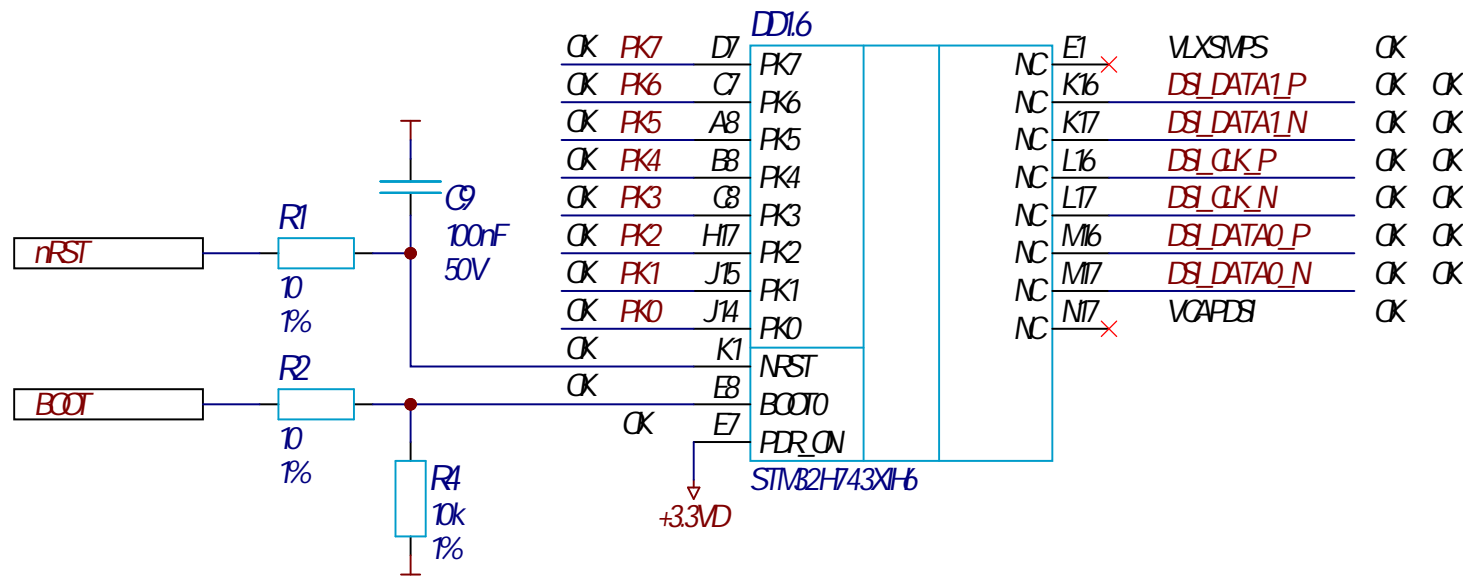 DD1.6
OK PK7 D7 PK7 NC E1 VLXSMPS OK
OK PK6 C7 PK6 NC K16 DSI_DATA1_P OK OK
OK PK5 A8 PK5 NC K17 DSI_DATA1_N OK OK
OK PK4 B8 PK4 NC L16 DSI_CLK_P OK OK
OK PK3 C8 PK3 NC L17 DSI_CLK_N OK OK
OK PK2 H17 PK2 NC M16 DSI_DATA0_P OK OK
OK PK1 J15 PK1 NC M17 DSI_DATA0_N OK OK
OK PK0 J14 PK0 NC N17 VCAPDSI OK
OK K1 NRST
OK E8 BOOT0
OK E7 PDR_ON
STM32H743XIH6
+3.3VD
C9
100nF
50V
nRST
R1
10
1%
BOOT
R2
10
1%
R4
10k
1%